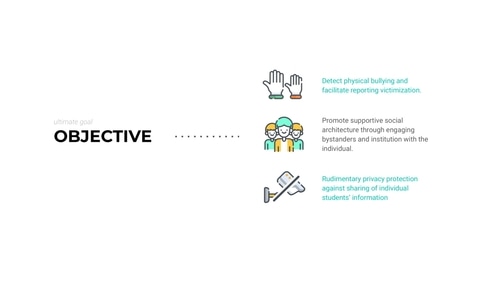 ultimate goal
OBJECTIVE
Detect physical bullying and
facilitate reporting victimization.
Promote supportive social
architecture through engaging
bystanders and institution with the
individual.
Rudimentary privacy protection
against sharing of individual
students' information